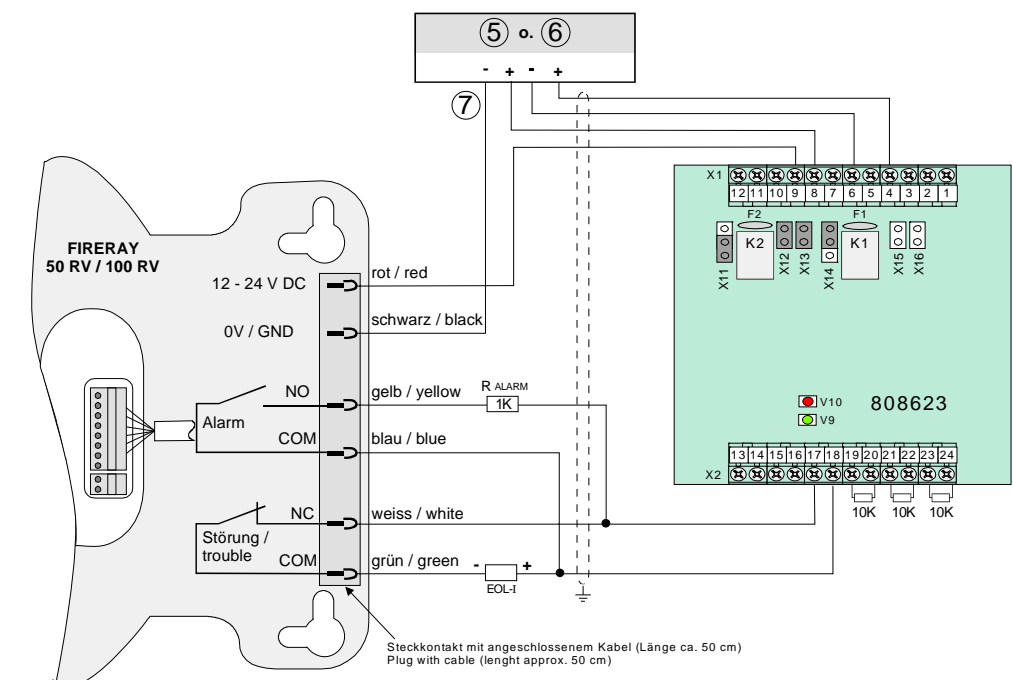 5 o. 6
- + - +
7
X1
12 11 10 9 8 7 6 5 4 3 2 1
F2 F1
K2 K1
X11 X12 X13 X14 X15 X16
FIRERAY
50 RV / 100 RV
12 - 24 V DC
rot / red
0V / GND
schwarz / black
NO
gelb / yellow
R ALARM
1K
Alarm
COM
blau / blue
V10
V9
808623
13 14 15 16 17 18 19 20 21 22 23 24
X2
10K 10K 10K
NC
weiss / white
Störung /
trouble
COM
grün / green
- +
EOL-I
Steckkontakt mit angeschlossenem Kabel (Länge ca. 50 cm)
Plug with cable (lenght approx. 50 cm)